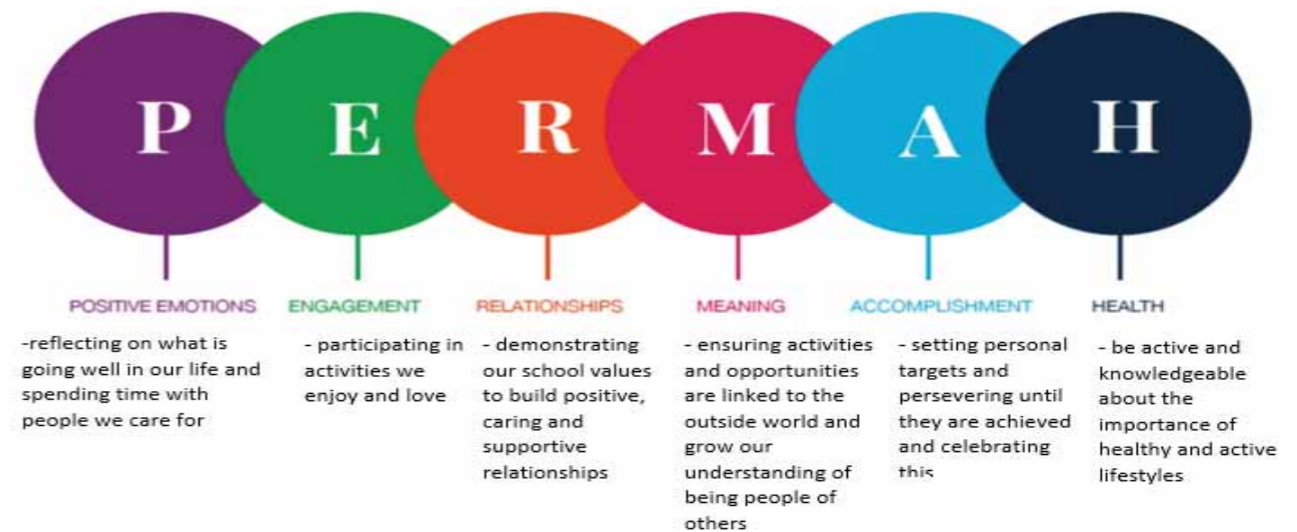 P E R M A H
POSITIVE EMOTIONS
-reflecting on what is
going well in our life and
spending time with
people we care for
ENGAGEMENT
- participating in
activities we
enjoy and love
RELATIONSHIPS
- demonstrating
our school values
to build positive,
caring and
supportive
relationships
MEANING
- ensuring activities
and opportunities
are linked to the
outside world and
grow our
understanding of
being people of
others
ACCOMPLISHMENT
- setting personal
targets and
persevering until
they are achieved
and celebrating
this
HEALTH
- be active and
knowledgeable
about the
importance of
healthy and active
lifestyles